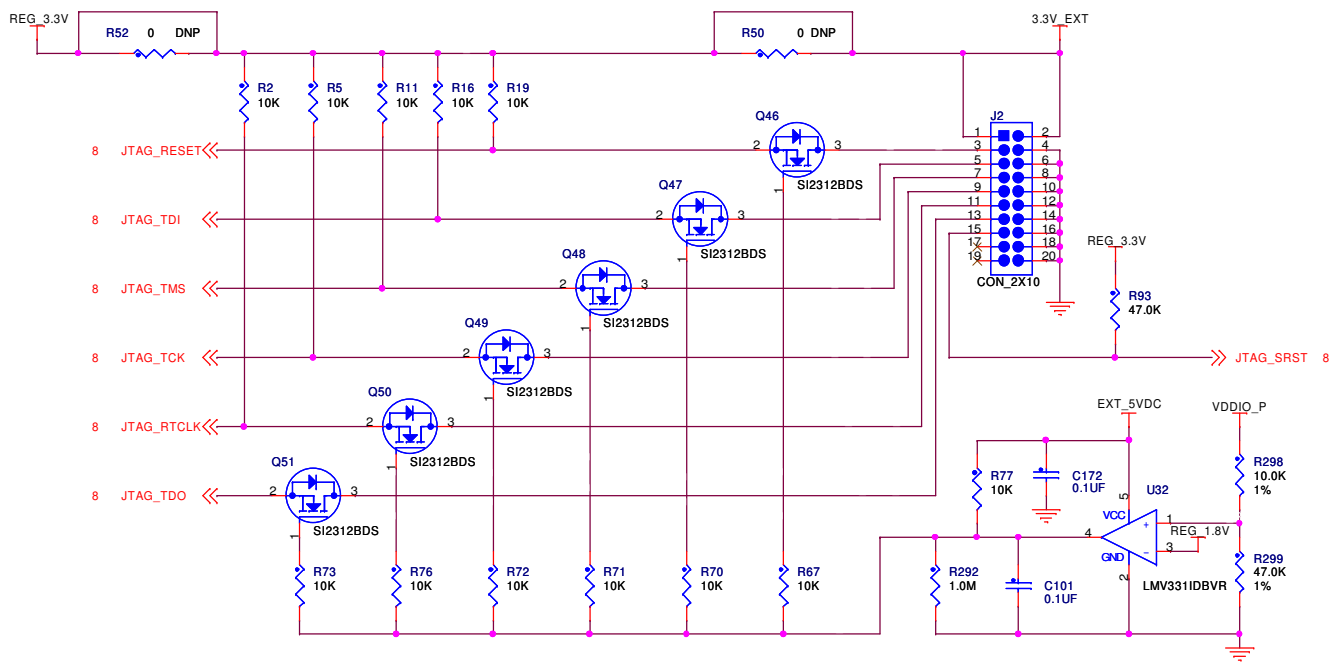 REG_3.3V
R52 0 DNP
R50 0 DNP
3.3V_EXT
R2 10K
R5 10K
R11 10K
R16 10K
R19 10K
J2
1 2
3 4
5 6
7 8
9 10
11 12
13 14
15 16
17 18
19 20
CON_2X10
8 JTAG_RESET
Q46
2 3
1
SI2312BDS
8 JTAG_TDI
Q47
2 3
1
SI2312BDS
8 JTAG_TMS
Q48
2 3
1
SI2312BDS
REG_3.3V
R93
47.0K
8 JTAG_TCK
Q49
2 3
1
SI2312BDS
JTAG_SRST 8
8 JTAG_RTCLK
Q50
2 3
1
SI2312BDS
8 JTAG_TDO
Q51
2 3
1
SI2312BDS
EXT_5VDC
VDDIO_P
R77
10K
C172
0.1UF
U32
5
VCC
+
1
−
3
4
GND
2
LMV331IDBVR
REG_1.8V
R298
10.0K
1%
R299
47.0K
1%
R73
10K
R76
10K
R72
10K
R71
10K
R70
10K
R67
10K
R292
1.0M
C101
0.1UF